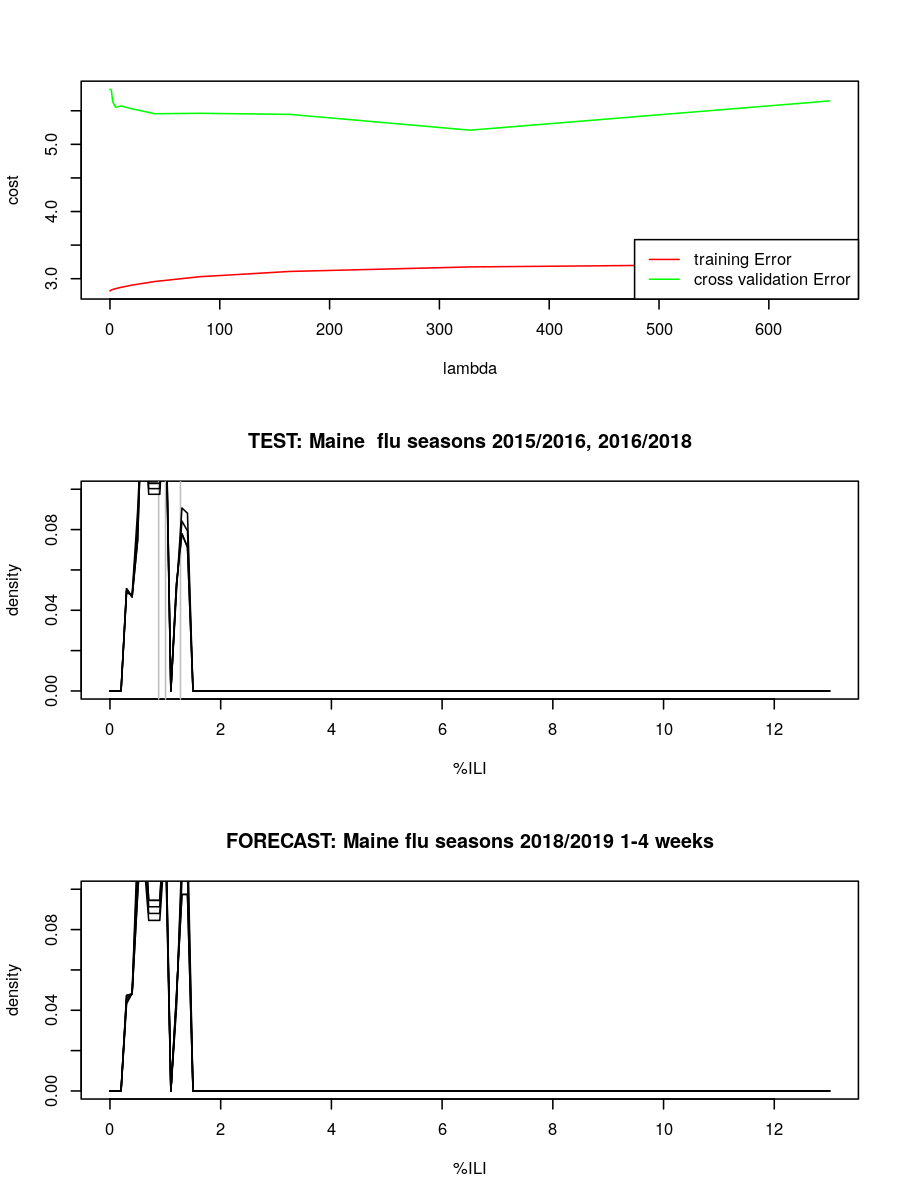 5.0
4.0
3.0
cost
training Error
cross validation Error
0 100 200 300 400 500 600
lambda
TEST: Maine  flu seasons 2015/2016, 2016/2018
0.08
0.04
0.00
density
0 2 4 6 8 10 12
%ILI
FORECAST: Maine flu seasons 2018/2019 1-4 weeks
0.08
0.04
0.00
density
0 2 4 6 8 10 12
%ILI